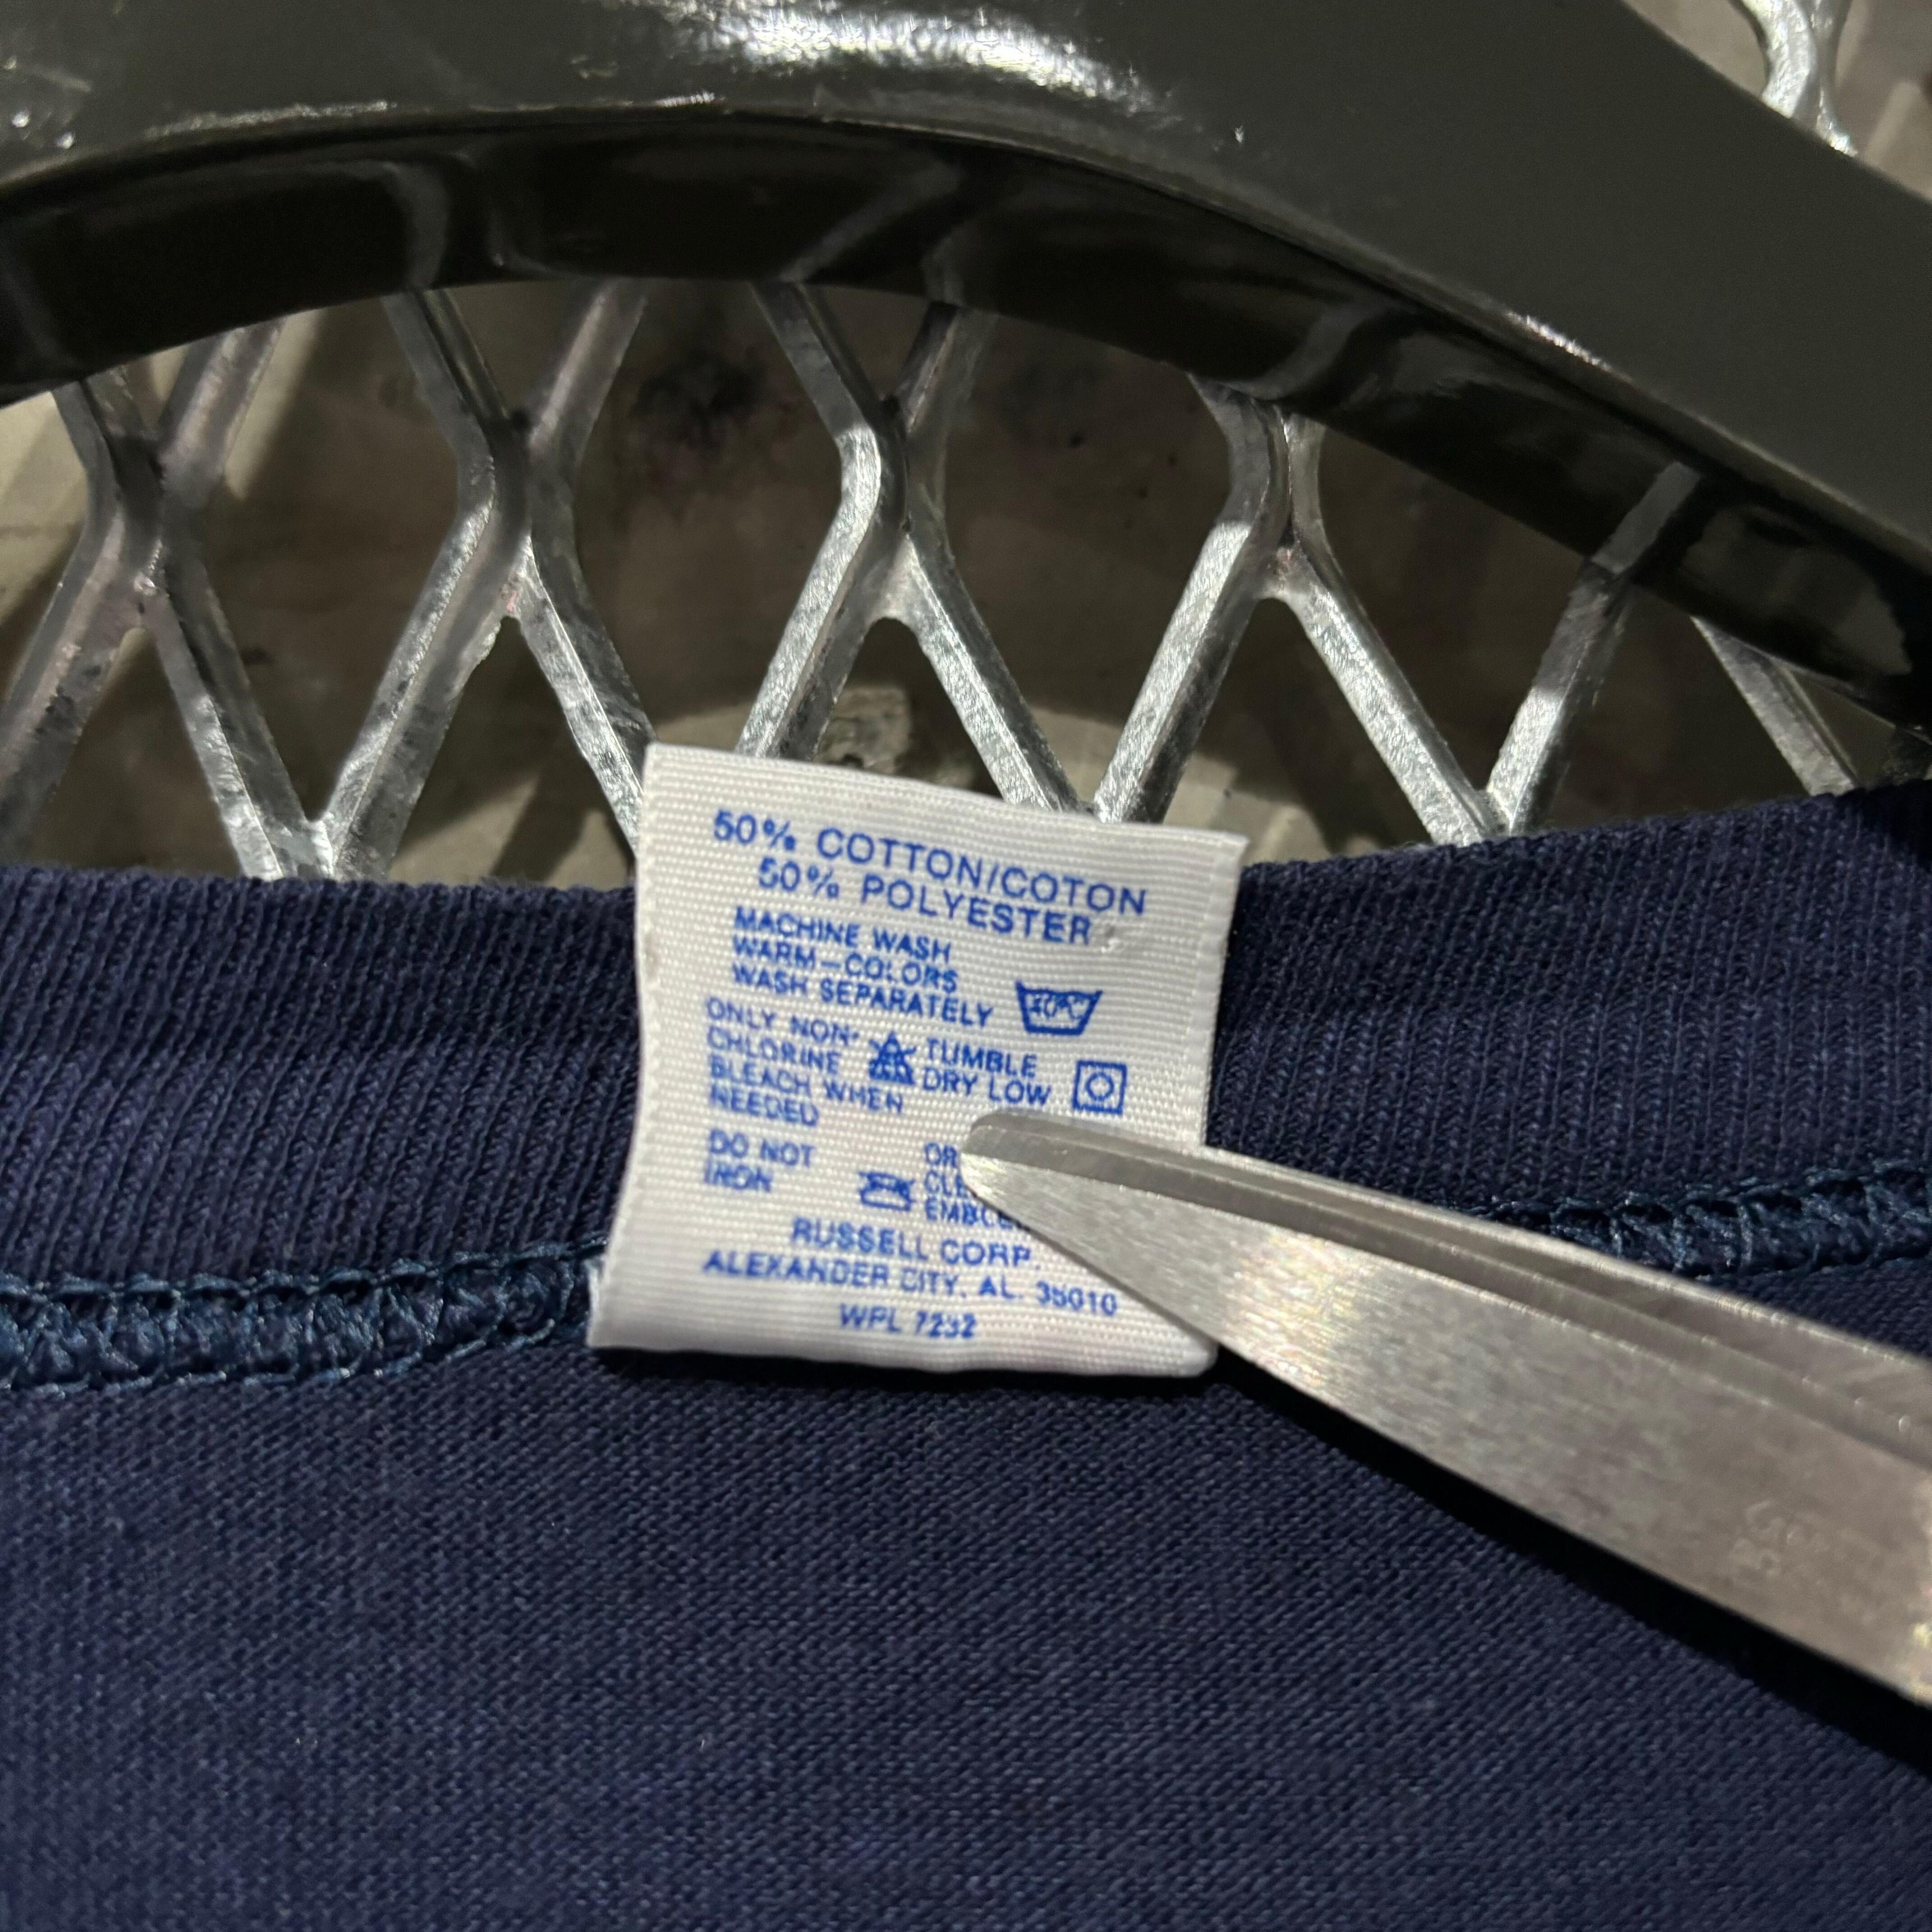 50% COTTON/COTON
50% POLYESTER
MACHINE WASH
WARM-COLORS
WASH SEPARATELY
40°C
ONLY NON-
CHLORINE
BLEACH WHEN
NEEDED
TUMBLE
DRY LOW
DO NOT
IRON
RUSSELL CORP.
ALEXANDER CITY, AL. 35010
WPL 7232